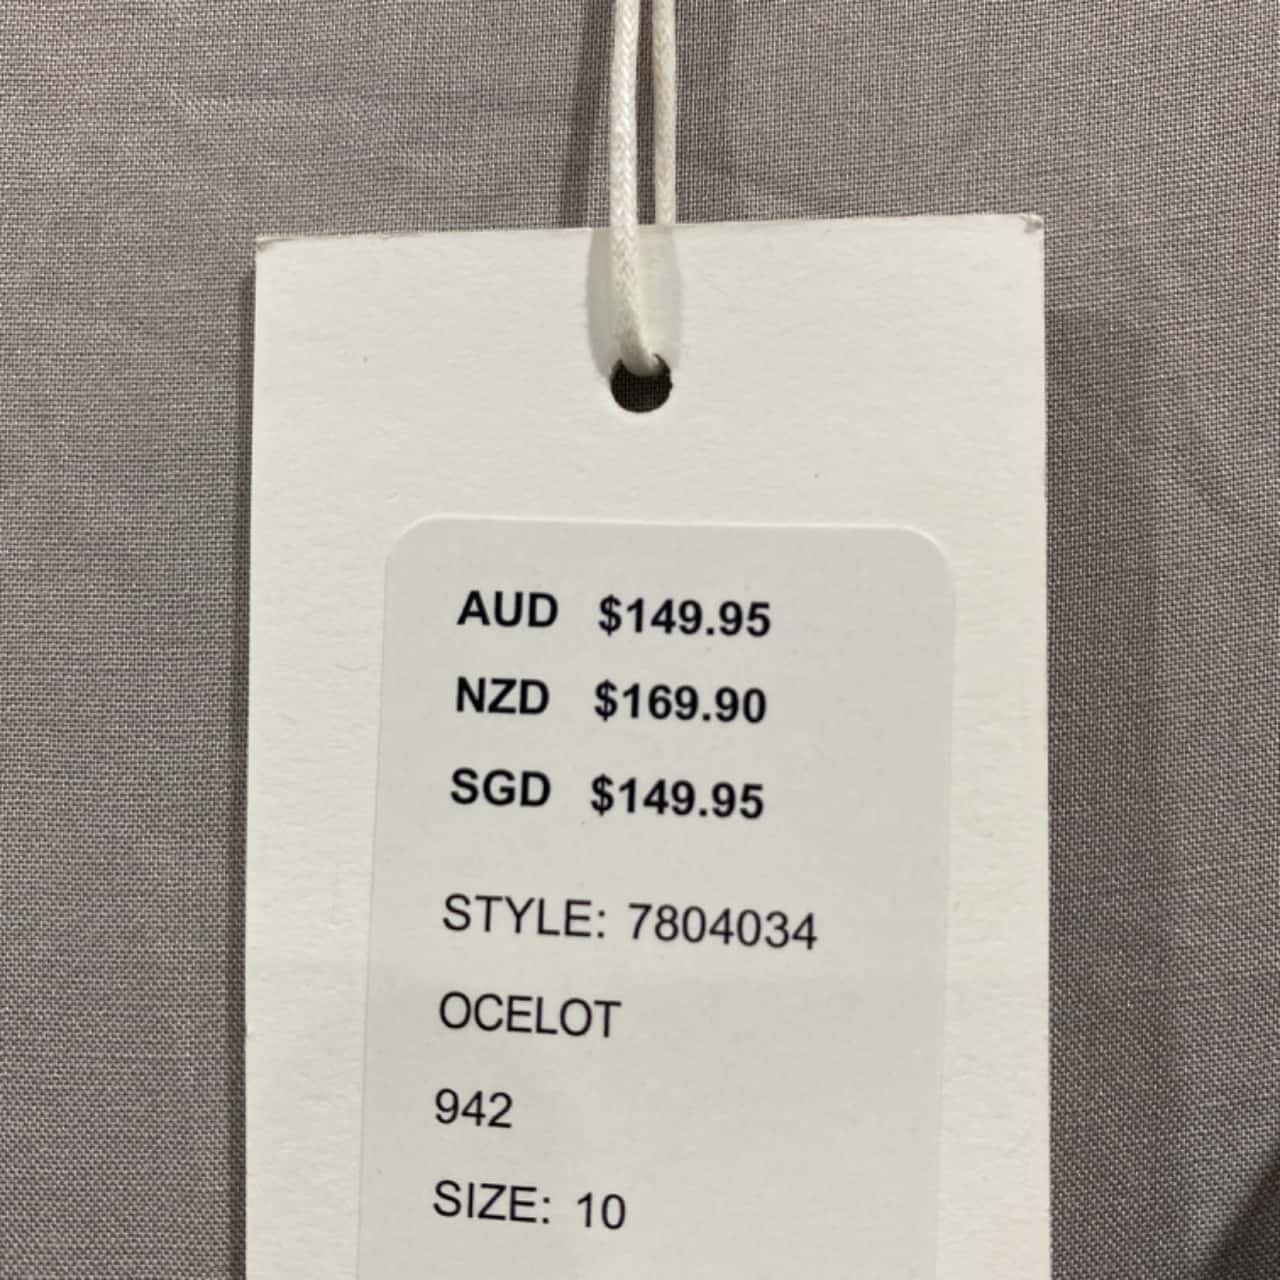 AUD $149.95
NZD $169.90
SGD $149.95
STYLE: 7804034
OCELOT
942
SIZE: 10